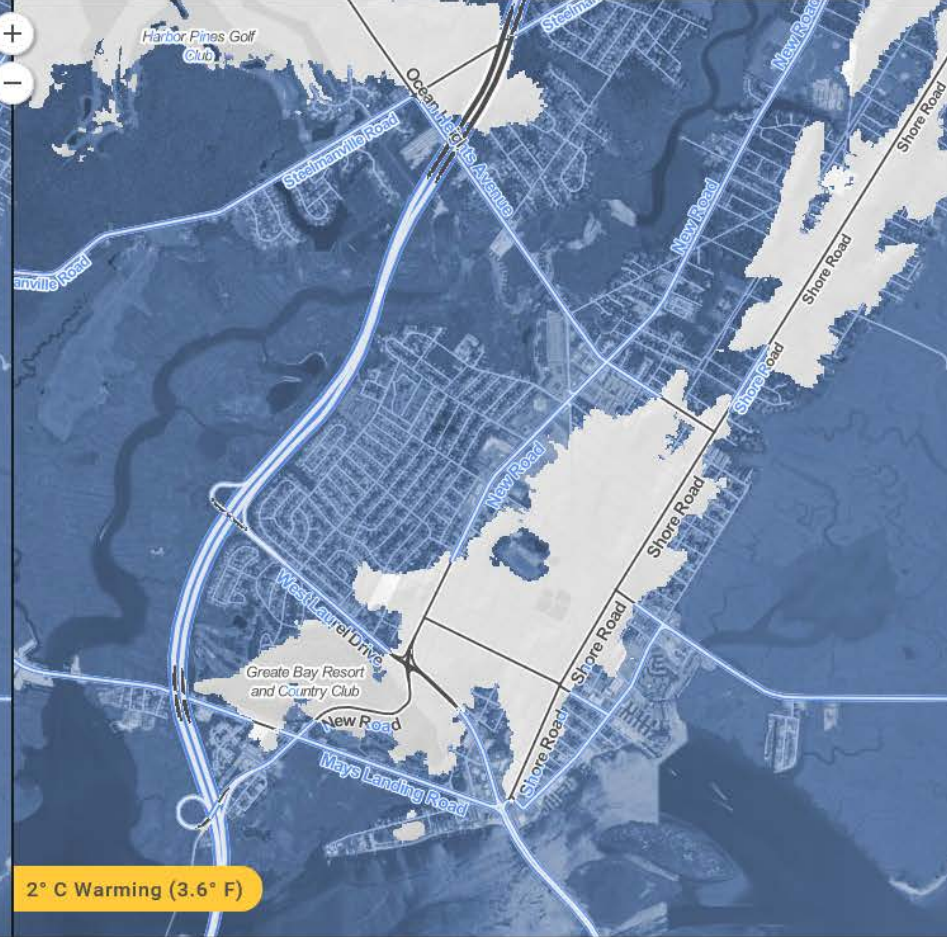 +
Harbor Pines Golf
Club
Steelman
New Road
Ocean Heights Avenue
Shore Road
Steelmanville Road
New Road
anville Road
Shore Road
Shore Road
New Road
Shore Road
West Laurel Drive
Shore Road
Greate Bay Resort
and Country Club
New Road
Shore Road
Mays Landing Road
2° C Warming (3.6° F)